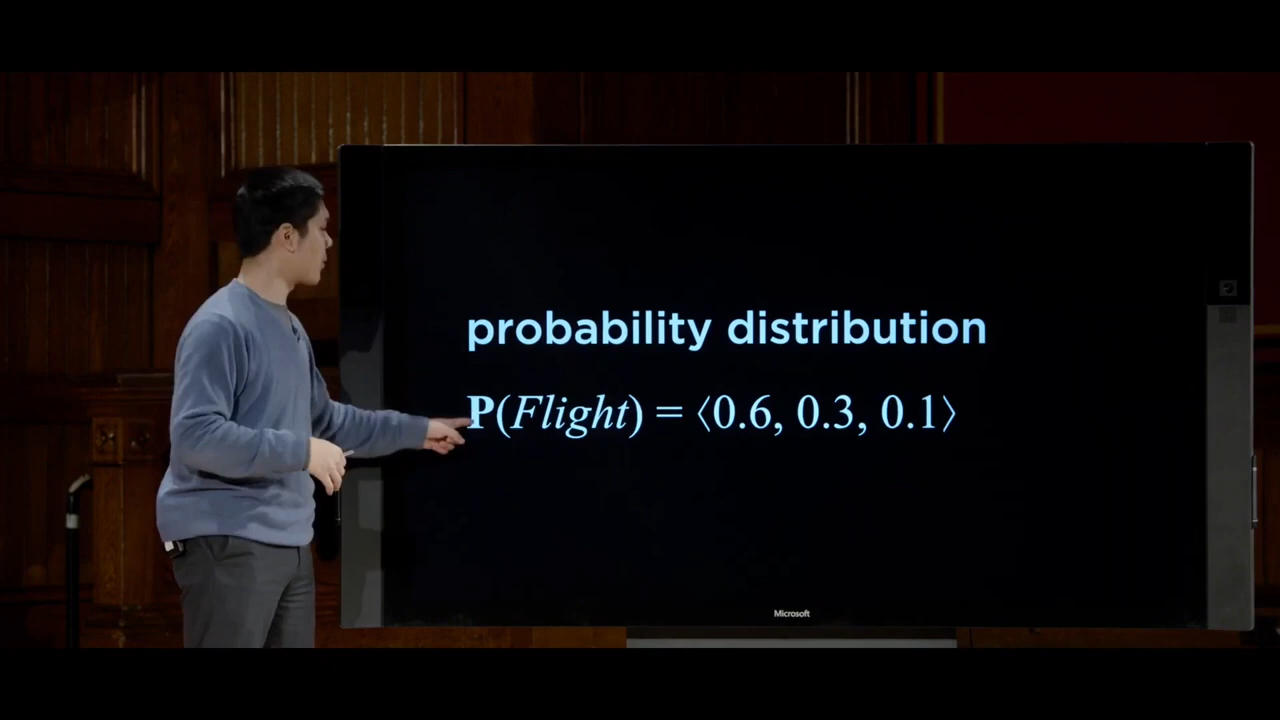 probability distribution
P(Flight) = ⟨0.6, 0.3, 0.1⟩
Microsoft